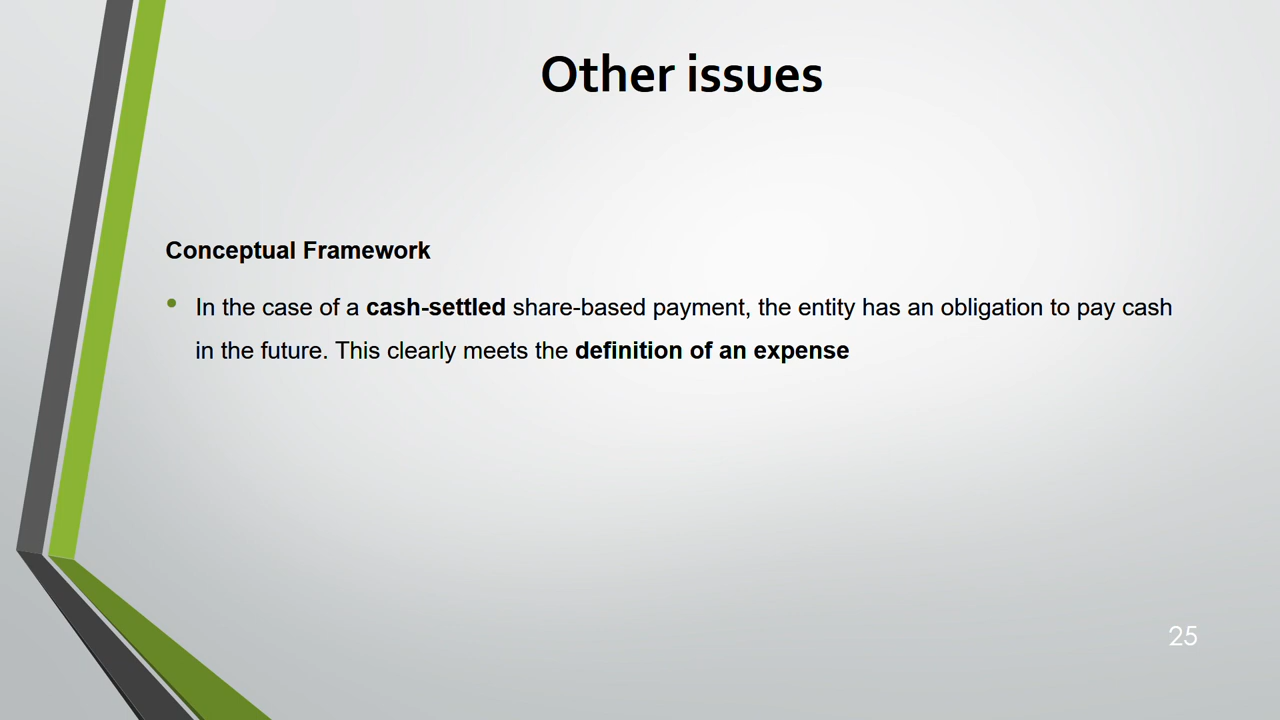 Other issues
Conceptual Framework
• In the case of a cash-settled share-based payment, the entity has an obligation to pay cash
in the future. This clearly meets the definition of an expense
25